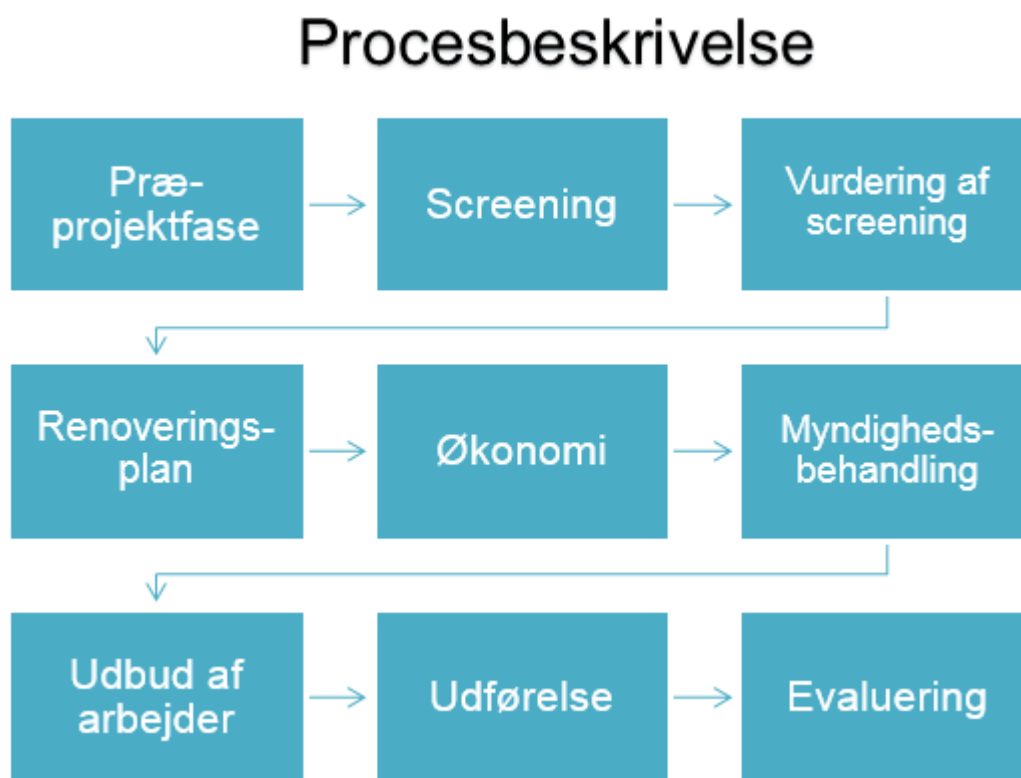 Procesbeskrivelse
Præ-
projektfase
Screening
Vurdering af
screening
Renoverings-
plan
Økonomi
Myndigheds-
behandling
Udbud af
arbejder
Udførelse
Evaluering